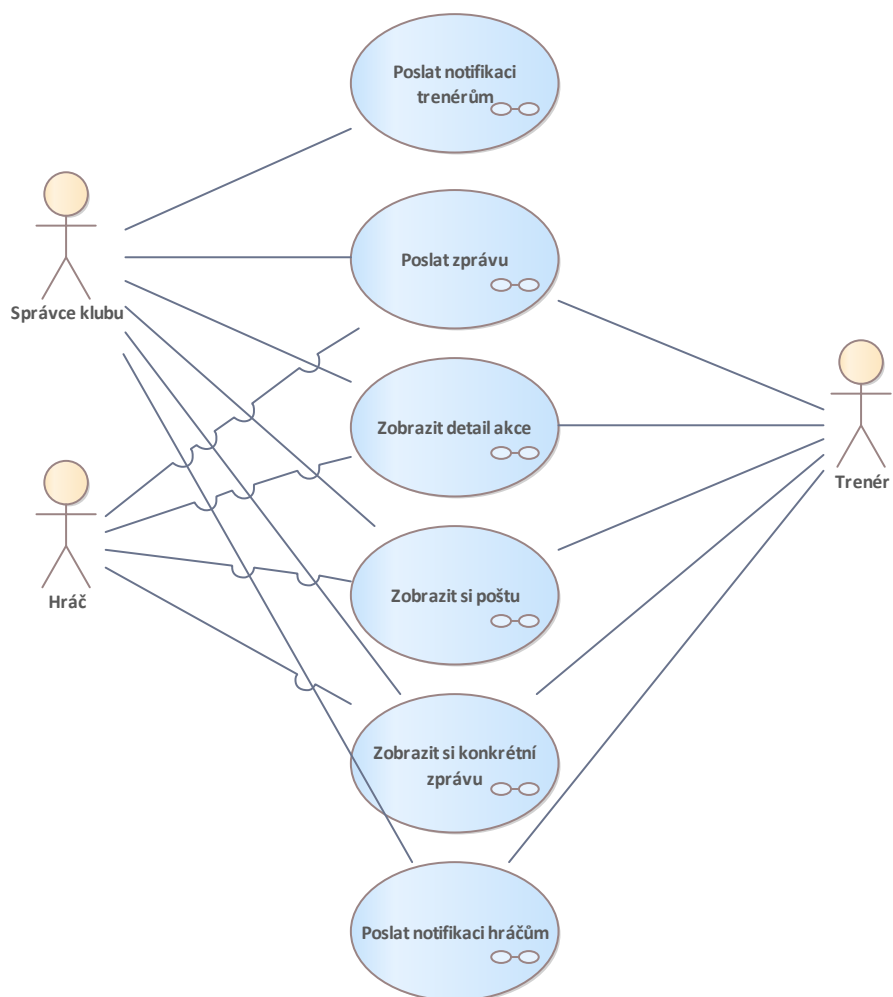 Poslat notifikaci
trenérům
Poslat zprávu
Správce klubu
Zobrazit detail akce
Trenér
Hráč
Zobrazit si poštu
Zobrazit si konkrétní
zprávu
Poslat notifikaci hráčům